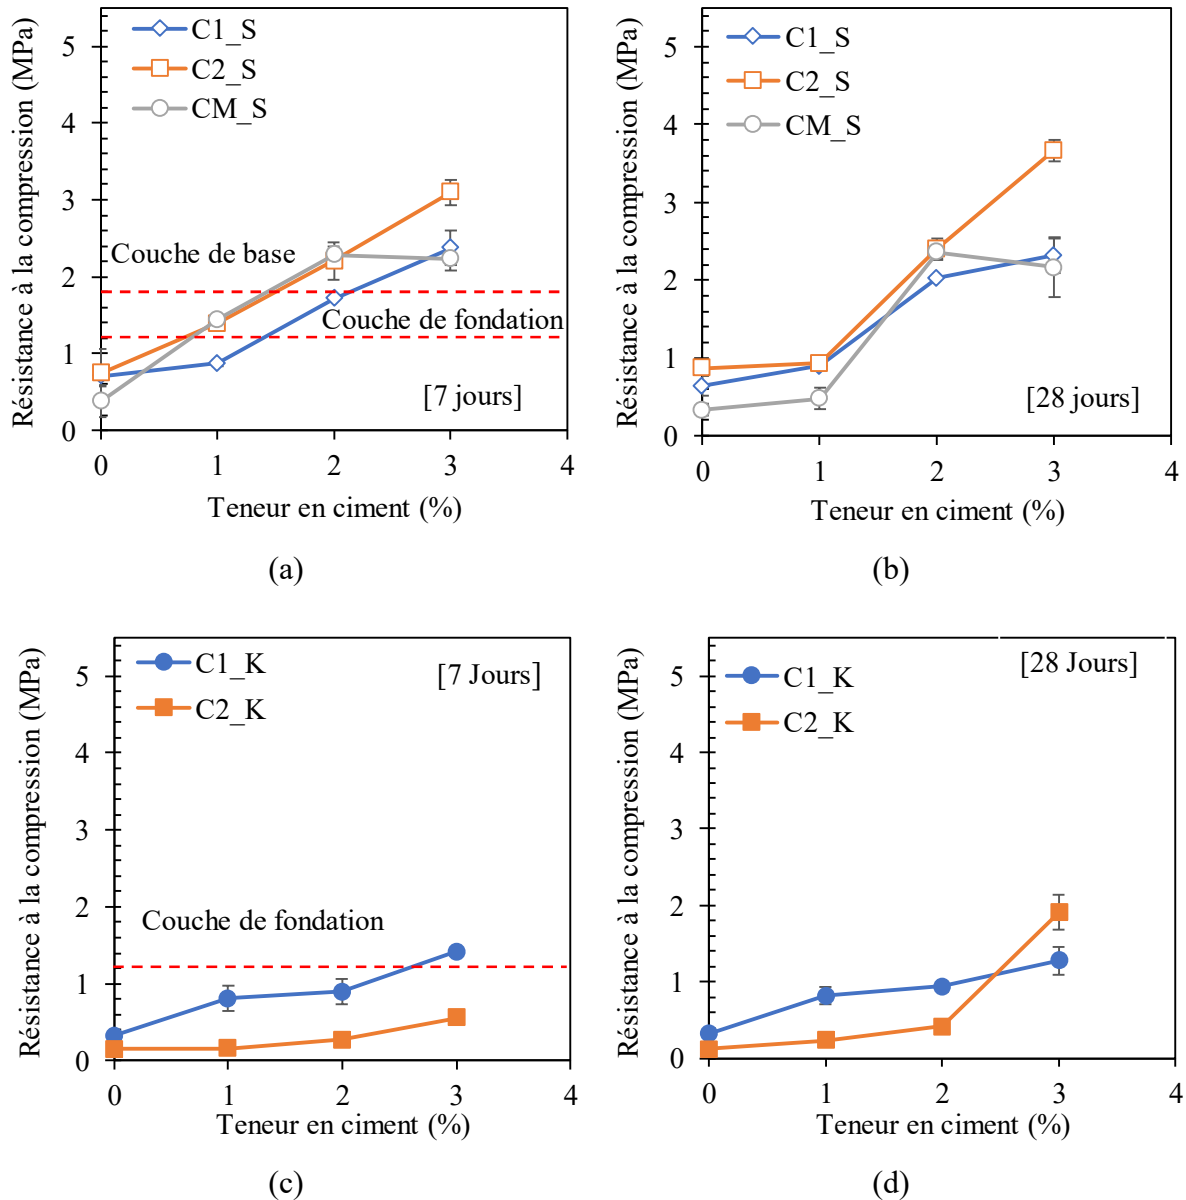 Résistance à la compression (MPa)
5
4
3
2
1
0
C1_S
C2_S
CM_S
Couche de base
Couche de fondation
[7 jours]
0 1 2 3 4
Teneur en ciment (%)
(a)
Résistance à la compression (MPa)
5
4
3
2
1
0
C1_S
C2_S
CM_S
[28 jours]
0 1 2 3 4
Teneur en ciment (%)
(b)
Résistance à la compression (MPa)
5
4
3
2
1
0
C1_K
C2_K
[7 Jours]
Couche de fondation
0 1 2 3 4
Teneur en ciment (%)
(c)
Résistance à la compression (MPa)
5
4
3
2
1
0
C1_K
C2_K
[28 Jours]
0 1 2 3 4
Teneur en ciment (%)
(d)